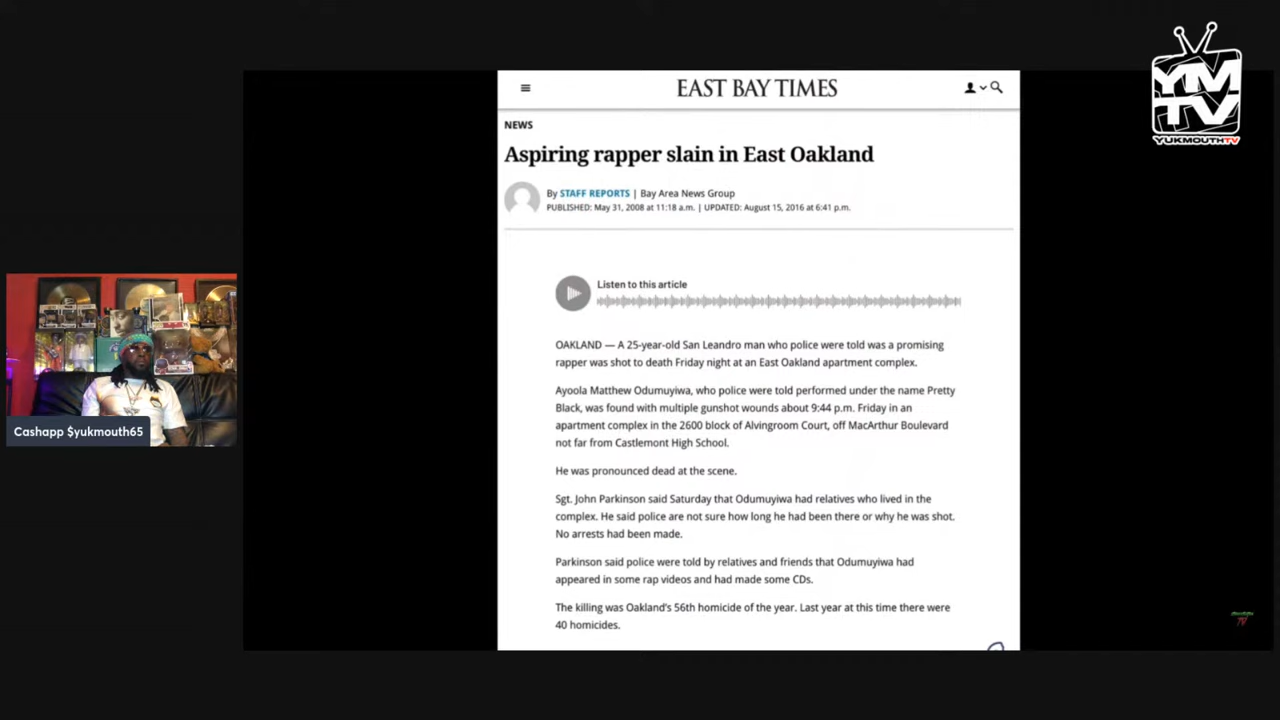 YM
TV
YUKMOUTHTV
EAST BAY TIMES
NEWS
Aspiring rapper slain in East Oakland
By STAFF REPORTS | Bay Area News Group
PUBLISHED: May 31, 2008 at 11:18 a.m. | UPDATED: August 15, 2016 at 6:41 p.m.
Listen to this article
OAKLAND — A 25-year-old San Leandro man who police were told was a promising
rapper was shot to death Friday night at an East Oakland apartment complex.
Ayoola Matthew Odumuyiwa, who police were told performed under the name Pretty
Black, was found with multiple gunshot wounds about 9:44 p.m. Friday in an
apartment complex in the 2600 block of Alvingroom Court, off MacArthur Boulevard
not far from Castlemont High School.
He was pronounced dead at the scene.
Sgt. John Parkinson said Saturday that Odumuyiwa had relatives who lived in the
complex. He said police are not sure how long he had been there or why he was shot.
No arrests had been made.
Parkinson said police were told by relatives and friends that Odumuyiwa had
appeared in some rap videos and had made some CDs.
The killing was Oakland's 56th homicide of the year. Last year at this time there were
40 homicides.
Cashapp $yukmouth65
TV